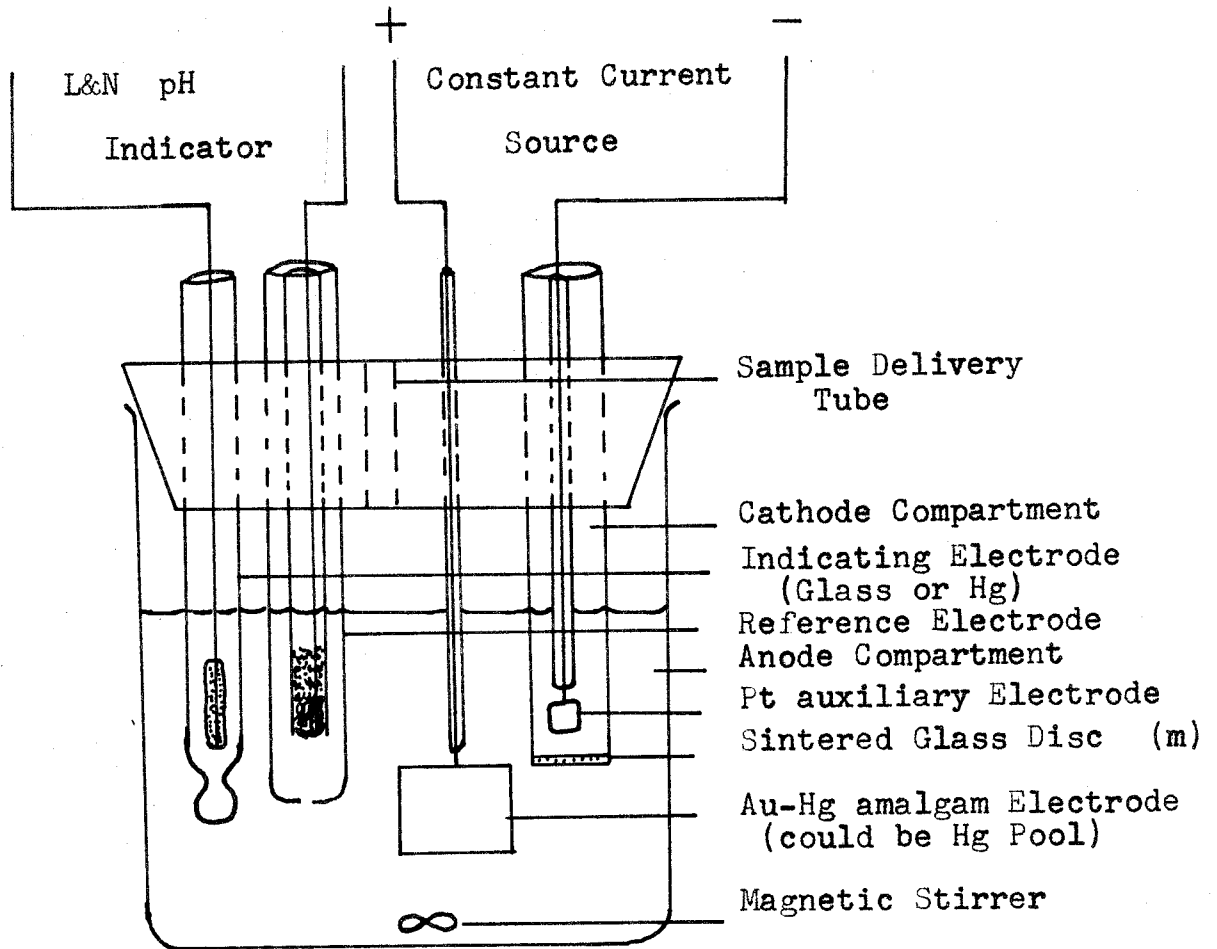 + −
L&N pH
Indicator
Constant Current
Source
Sample Delivery
Tube
Cathode Compartment
Indicating Electrode
(Glass or Hg)
Reference Electrode
Anode Compartment
Pt auxiliary Electrode
Sintered Glass Disc (m)
Au-Hg amalgam Electrode
(could be Hg Pool)
Magnetic Stirrer